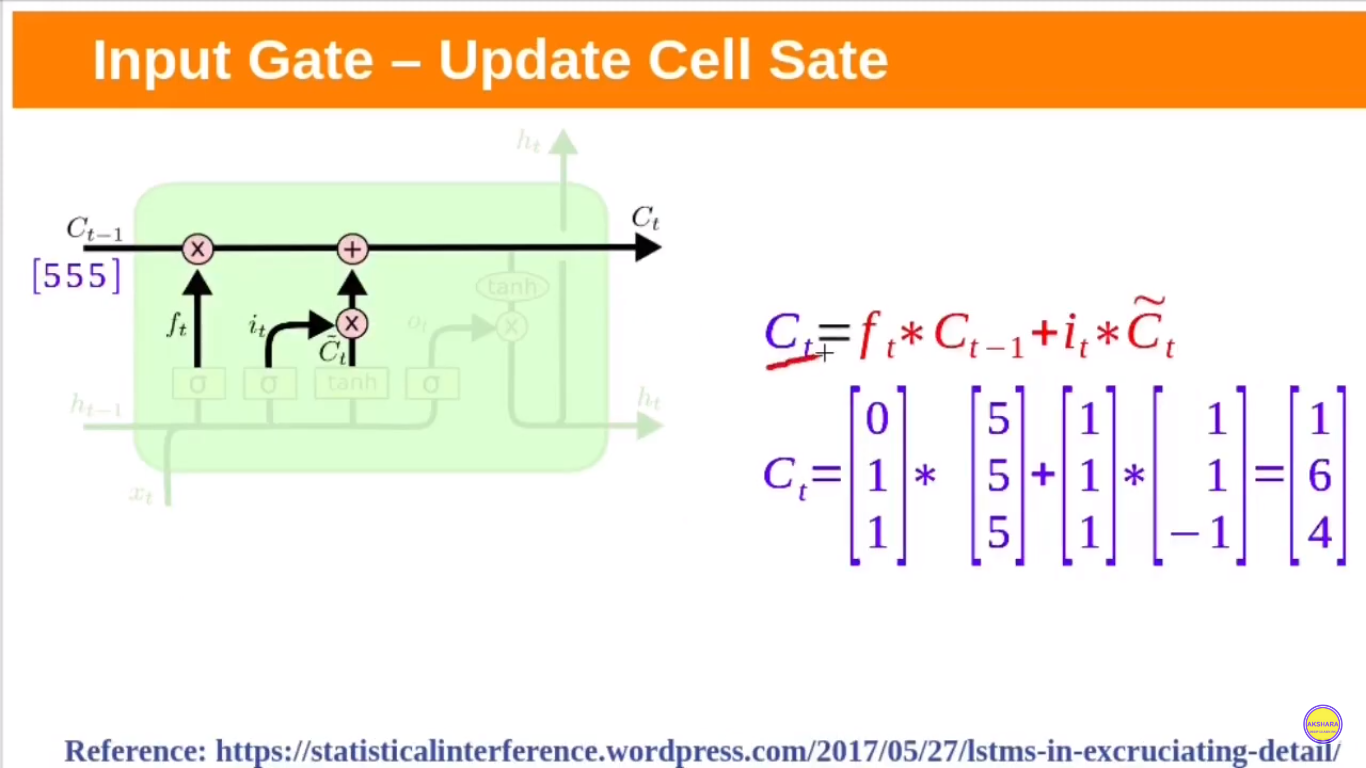 Input Gate – Update Cell Sate
h_t
C_{t-1}
C_t
x
+
[555]
tanh
f_t
i_t
x
o_t
x
C̃_t
σ
σ
tanh
σ
h_{t-1}
h_t
x_t
C_t = f_t * C_{t-1} + i_t * C̃_t
C_t = [0 1 1] * [5 5 5] + [1 1 1] * [1 1 −1] = [1 6 4]
AKSHARA
Reference: https://statisticalinterference.wordpress.com/2017/05/27/lstms-in-excruciating-detail/